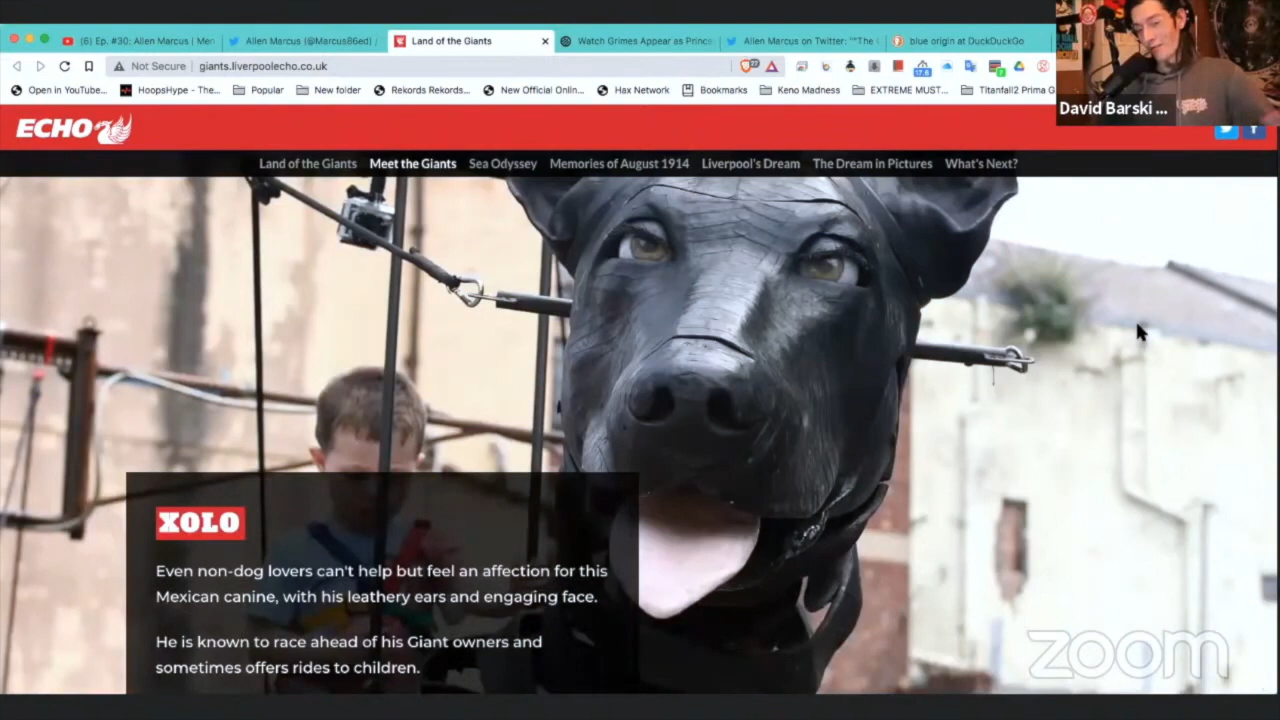 (6) Ep. #30: Allen Marcus | Men
Allen Marcus (@Marcus86ed) /
Land of the Giants
Watch Grimes Appear as Prince
Allen Marcus on Twitter: ""The
blue origin at DuckDuckGo
Not Secure
giants.liverpoolecho.co.uk
Open in YouTube...
HoopsHype - The...
Popular
New folder
Rekords Rekords...
New Official Onlin...
Hax Network
Bookmarks
Keno Madness
EXTREME MUST...
Titanfall2 Prima G
David Barski ...
ECHO
Land of the Giants
Meet the Giants
Sea Odyssey
Memories of August 1914
Liverpool's Dream
The Dream in Pictures
What's Next?
XOLO
Even non-dog lovers can't help but feel an affection for this
Mexican canine, with his leathery ears and engaging face.
He is known to race ahead of his Giant owners and
sometimes offers rides to children.
zoom